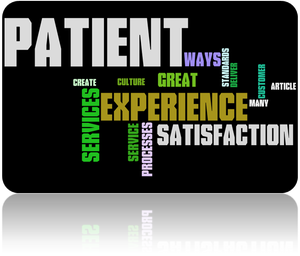 PATIENT
WAYS
STANDARDS
DELIVER
CUSTOMER
CREATE
CULTURE
GREAT
ARTICLE
SERVICES
EXPERIENCE
MANY
SERVICE
PROCESSES
SATISFACTION